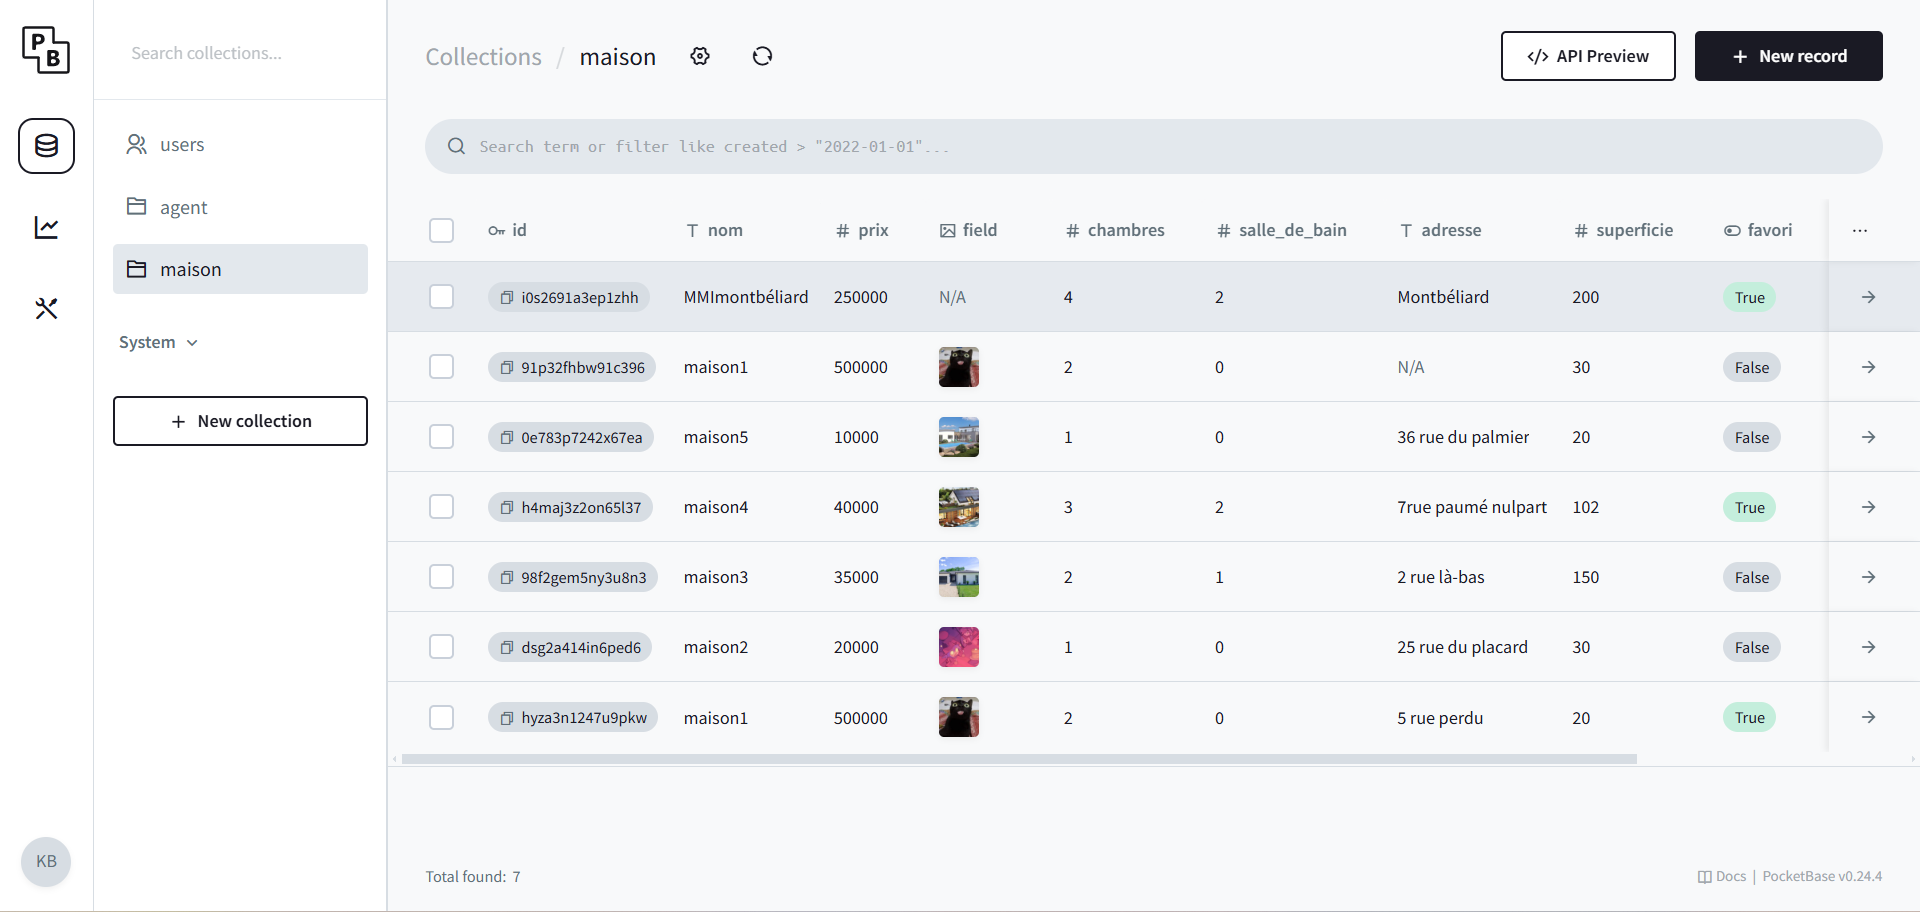 P
B
Search collections...
users
agent
maison
System
+ New collection
KB
Collections / maison
</> API Preview
+ New record
Search term or filter like created > "2022-01-01"...
id T nom # prix field # chambres # salle_de_bain T adresse # superficie favori ...
i0s2691a3ep1zhh MMImontbéliard 250000 N/A 4 2 Montbéliard 200 True
91p32fhbw91c396 maison1 500000 2 0 N/A 30 False
0e783p7242x67ea maison5 10000 1 0 36 rue du palmier 20 False
h4maj3z2on65l37 maison4 40000 3 2 7rue paumé nulpart 102 True
98f2gem5ny3u8n3 maison3 35000 2 1 2 rue là-bas 150 False
dsg2a414in6ped6 maison2 20000 1 0 25 rue du placard 30 False
hyza3n1247u9pkw maison1 500000 2 0 5 rue perdu 20 True
Total found: 7
Docs | PocketBase v0.24.4